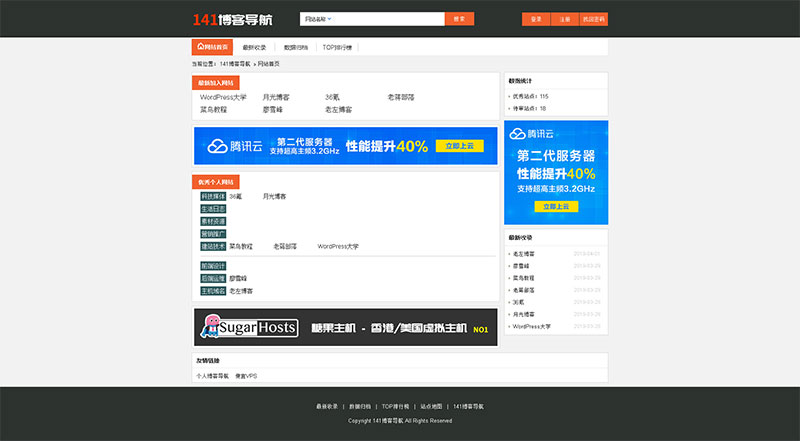 141博客导航
网站名称
搜索
登录 注册 找回密码
网站首页 最新收录 数据归档 TOP排行榜
当前位置：141博客导航 > 网站首页
最新加入网站
WordPress大学 月光博客 36氪 老蒋部落
菜鸟教程 廖雪峰 老左博客
数据统计
优秀站点：115
待审站点：18
腾讯云
第二代服务器
支持超高主频3.2GHz
性能提升40%
立即上云
腾讯云
第二代服务器
性能提升40%
支持超高主频3.2GHz
立即上云
优秀个人网站
科技媒体 36氪 月光博客
生活日志
素材资源
营销推广
建站技术 菜鸟教程 老蒋部落 WordPress大学
前端设计
后端运维 廖雪峰
主机域名 老左博客
最新收录
老左博客 2019-04-01
廖雪峰 2019-03-29
菜鸟教程 2019-03-29
老蒋部落 2019-03-29
36氪 2019-03-29
月光博客 2019-03-29
WordPress大学 2019-03-29
SugarHosts
糖果主机 - 香港/美国虚拟主机 NO1
友情链接
个人博客导航 便宜VPS
最新收录 | 数据归档 | TOP排行榜 | 站点地图 | 141博客导航
Copyright 141博客导航 All Rights Reserved